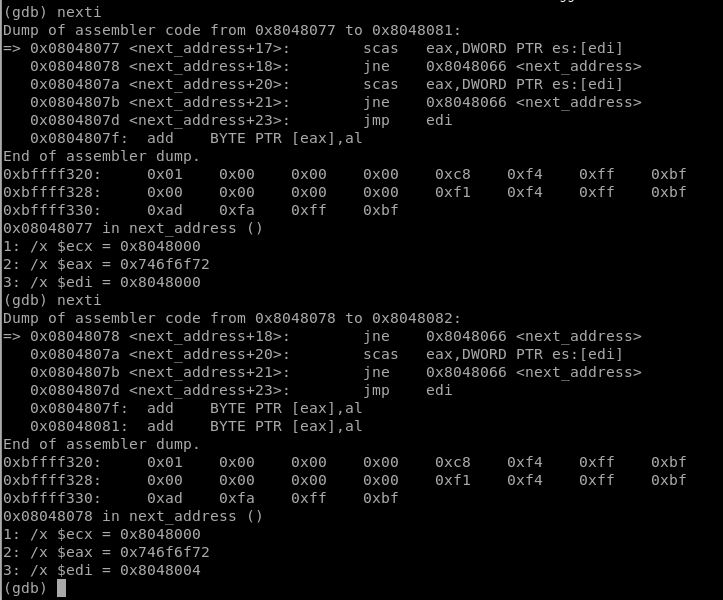 (gdb) nexti
Dump of assembler code from 0x8048077 to 0x8048081:
=> 0x08048077 <next_address+17>:        scas   eax,DWORD PTR es:[edi]
   0x08048078 <next_address+18>:        jne    0x8048066 <next_address>
   0x0804807a <next_address+20>:        scas   eax,DWORD PTR es:[edi]
   0x0804807b <next_address+21>:        jne    0x8048066 <next_address>
   0x0804807d <next_address+23>:        jmp    edi
   0x0804807f:  add    BYTE PTR [eax],al
End of assembler dump.
0xbffff320:     0x01    0x00    0x00    0x00    0xc8    0xf4    0xff    0xbf
0xbffff328:     0x00    0x00    0x00    0x00    0xf1    0xf4    0xff    0xbf
0xbffff330:     0xad    0xfa    0xff    0xbf
0x08048077 in next_address ()
1: /x $ecx = 0x8048000
2: /x $eax = 0x746f6f72
3: /x $edi = 0x8048000
(gdb) nexti
Dump of assembler code from 0x8048078 to 0x8048082:
=> 0x08048078 <next_address+18>:        jne    0x8048066 <next_address>
   0x0804807a <next_address+20>:        scas   eax,DWORD PTR es:[edi]
   0x0804807b <next_address+21>:        jne    0x8048066 <next_address>
   0x0804807d <next_address+23>:        jmp    edi
   0x0804807f:  add    BYTE PTR [eax],al
   0x08048081:  add    BYTE PTR [eax],al
End of assembler dump.
0xbffff320:     0x01    0x00    0x00    0x00    0xc8    0xf4    0xff    0xbf
0xbffff328:     0x00    0x00    0x00    0x00    0xf1    0xf4    0xff    0xbf
0xbffff330:     0xad    0xfa    0xff    0xbf
0x08048078 in next_address ()
1: /x $ecx = 0x8048000
2: /x $eax = 0x746f6f72
3: /x $edi = 0x8048004
(gdb)